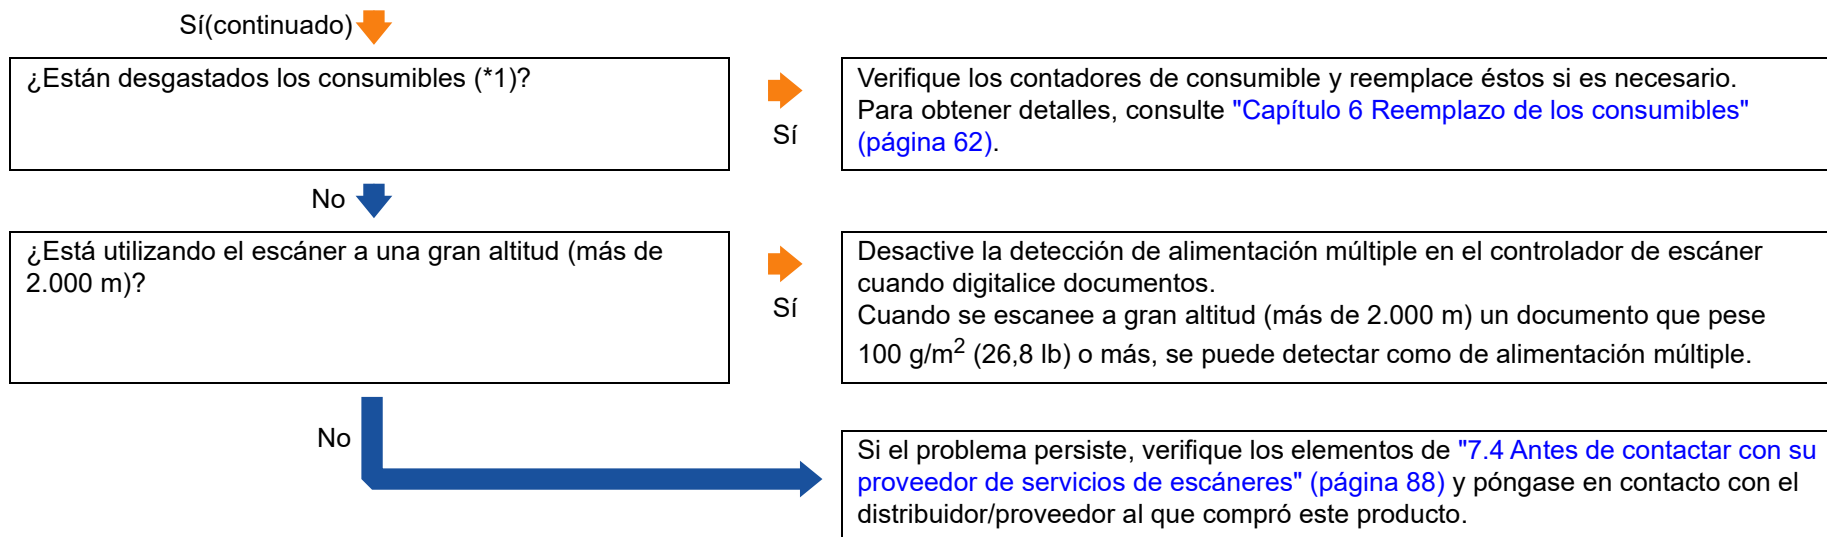 Sí(continuado)
¿Están desgastados los consumibles (*1)?
Sí
Verifique los contadores de consumible y reemplace éstos si es necesario.
Para obtener detalles, consulte "Capítulo 6 Reemplazo de los consumibles"
(página 62).
No
¿Está utilizando el escáner a una gran altitud (más de
2.000 m)?
Sí
Desactive la detección de alimentación múltiple en el controlador de escáner
cuando digitalice documentos.
Cuando se escanee a gran altitud (más de 2.000 m) un documento que pese
100 g/m² (26,8 lb) o más, se puede detectar como de alimentación múltiple.
No
Si el problema persiste, verifique los elementos de "7.4 Antes de contactar con su
proveedor de servicios de escáneres" (página 88) y póngase en contacto con el
distribuidor/proveedor al que compró este producto.